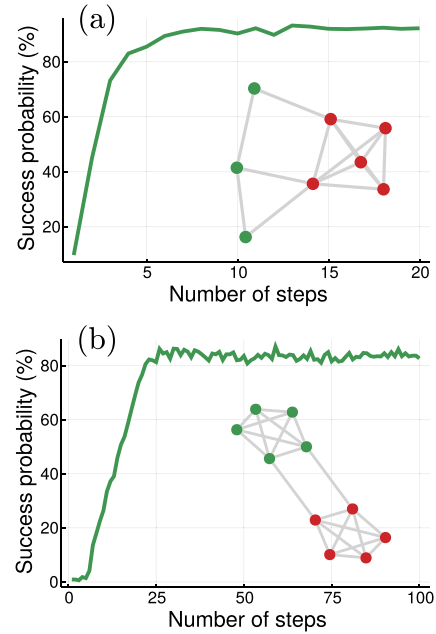 (a)
Success probability (%)
80
60
40
20
5 10 15 20
Number of steps
(b)
Success probability (%)
80
60
40
20
0
0 25 50 75 100
Number of steps